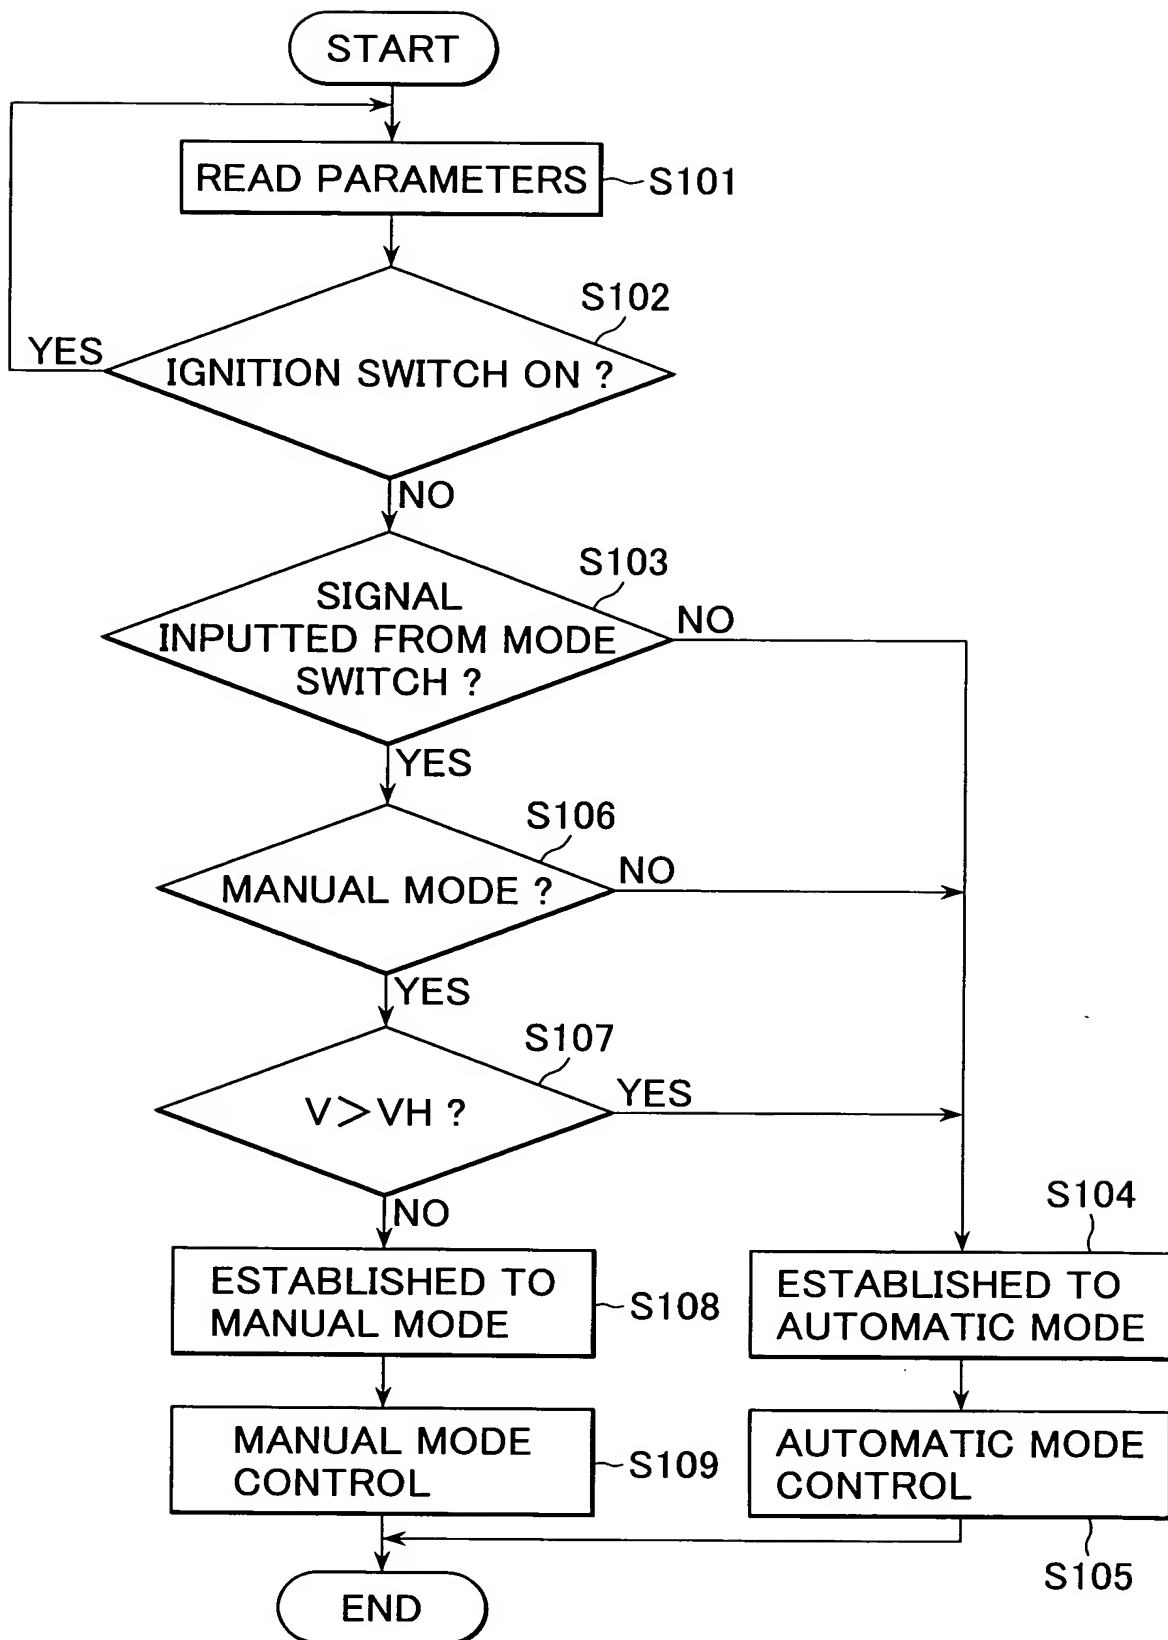 START
READ PARAMETERS
S101
S102
YES
IGNITION SWITCH ON ?
NO
S103
SIGNAL
INPUTTED FROM MODE
SWITCH ?
NO
YES
S106
MANUAL MODE ?
NO
YES
S107
V>VH ?
YES
NO
S104
ESTABLISHED TO
MANUAL MODE
S108
ESTABLISHED TO
AUTOMATIC MODE
MANUAL MODE
CONTROL
S109
AUTOMATIC MODE
CONTROL
S105
END